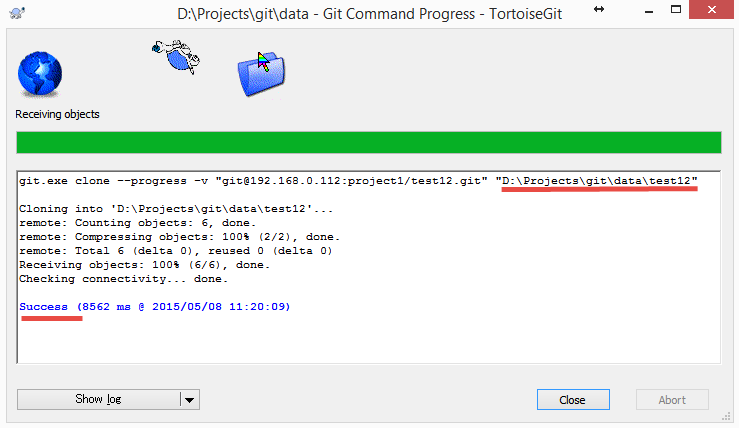 D:\Projects\git\data - Git Command Progress - TortoiseGit
Receiving objects
git.exe clone --progress -v "git@192.168.0.112:project1/test12.git" "D:\Projects\git\data\test12"
Cloning into 'D:\Projects\git\data\test12'...
remote: Counting objects: 6, done.
remote: Compressing objects: 100% (2/2), done.
remote: Total 6 (delta 0), reused 0 (delta 0)
Receiving objects: 100% (6/6), done.
Checking connectivity... done.
Success (8562 ms @ 2015/05/08 11:20:09)
Show log
Close
Abort